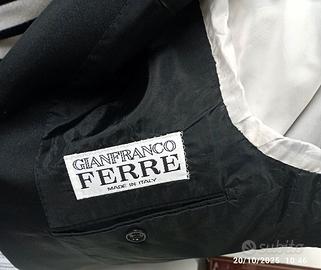 GIANFRANCO
FERRE
MADE IN ITALY
subito
20/10/2025 10:46